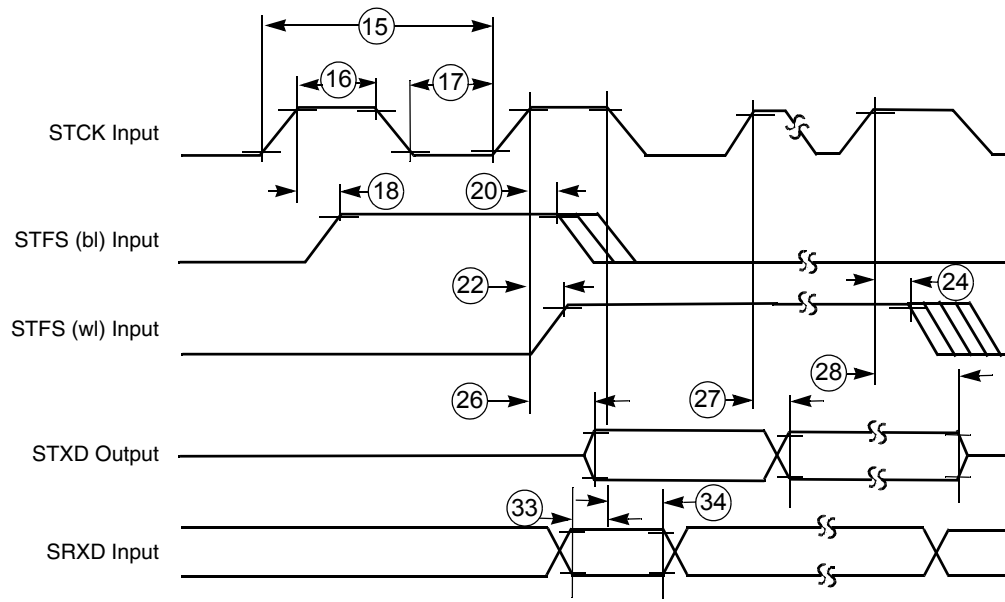 15
16
17
STCK Input
18
20
STFS (bl) Input
22
24
STFS (wl) Input
26
27
28
STXD Output
33
34
SRXD Input